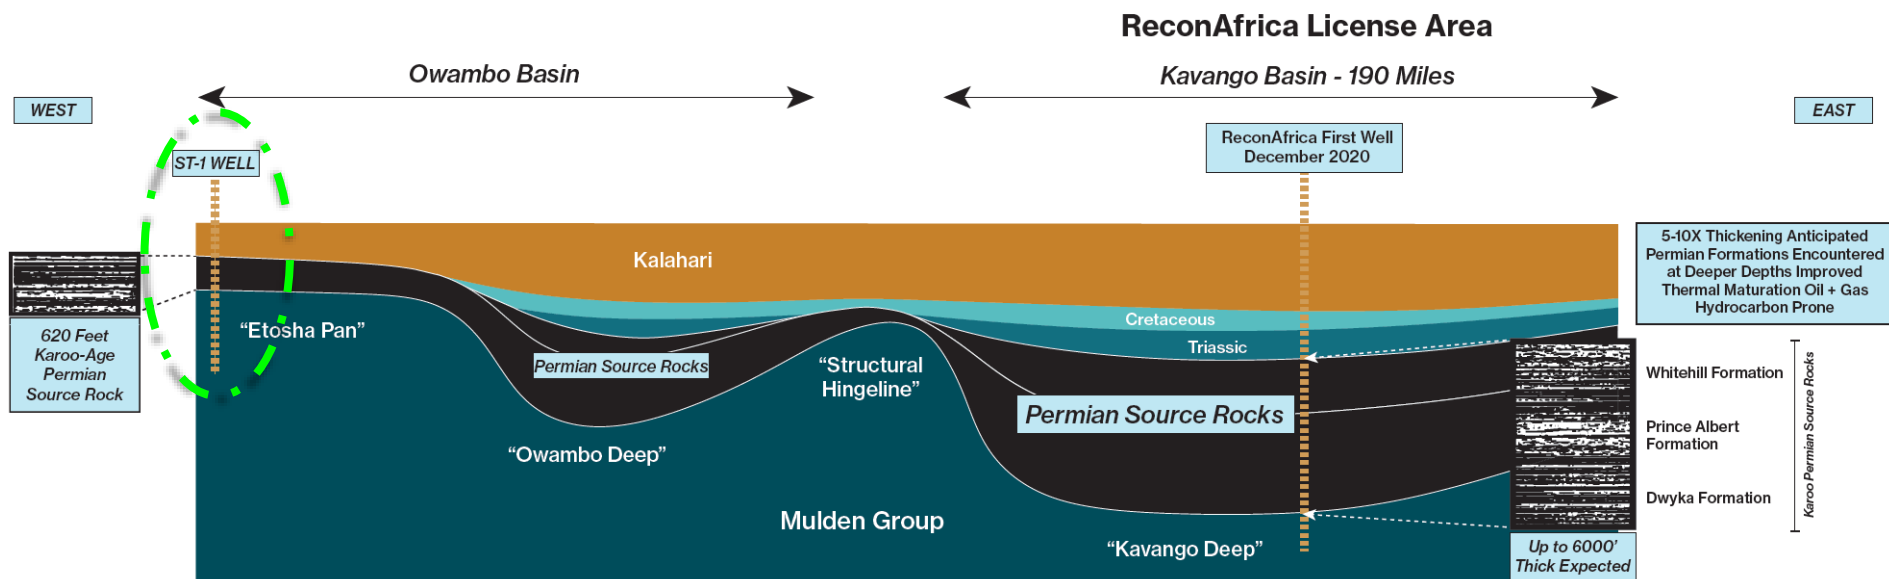 ReconAfrica License Area
Owambo Basin
Kavango Basin - 190 Miles
WEST
EAST
ST-1 WELL
ReconAfrica First Well
December 2020
Kalahari
5-10X Thickening Anticipated
Permian Formations Encountered
at Deeper Depths Improved
Thermal Maturation Oil + Gas
Hydrocarbon Prone
620 Feet
Karoo-Age
Permian
Source Rock
"Etosha Pan"
Permian Source Rocks
"Owambo Deep"
"Structural
Hingeline"
Cretaceous
Triassic
Permian Source Rocks
Whitehill Formation
Prince Albert
Formation
Dwyka Formation
Karoo Permian Source Rocks
Mulden Group
"Kavango Deep"
Up to 6000'
Thick Expected